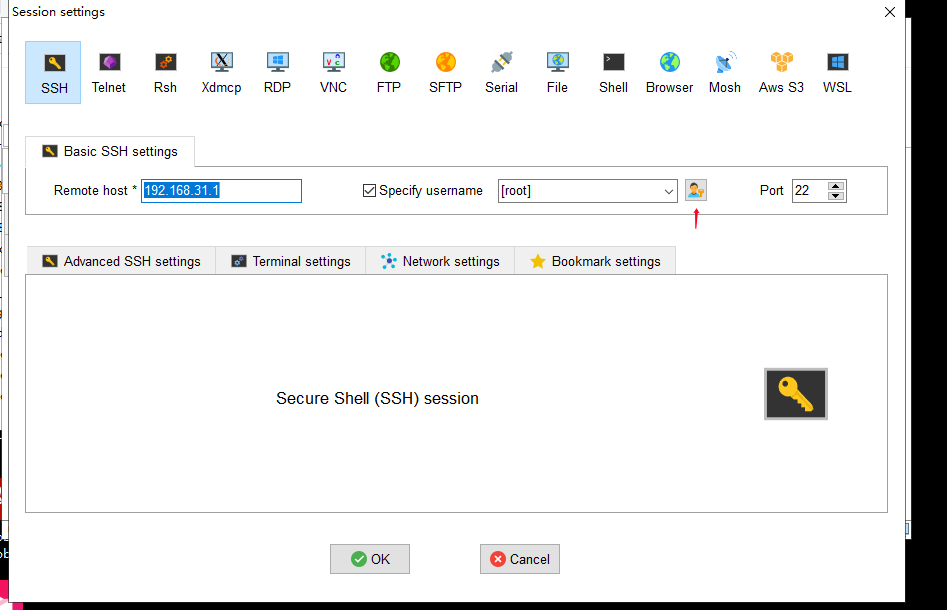 Session settings
SSH Telnet Rsh Xdmcp RDP VNC FTP SFTP Serial File Shell Browser Mosh Aws S3 WSL
Basic SSH settings
Remote host * 192.168.31.1 Specify username [root] Port 22
Advanced SSH settings Terminal settings Network settings Bookmark settings
Secure Shell (SSH) session
OK Cancel